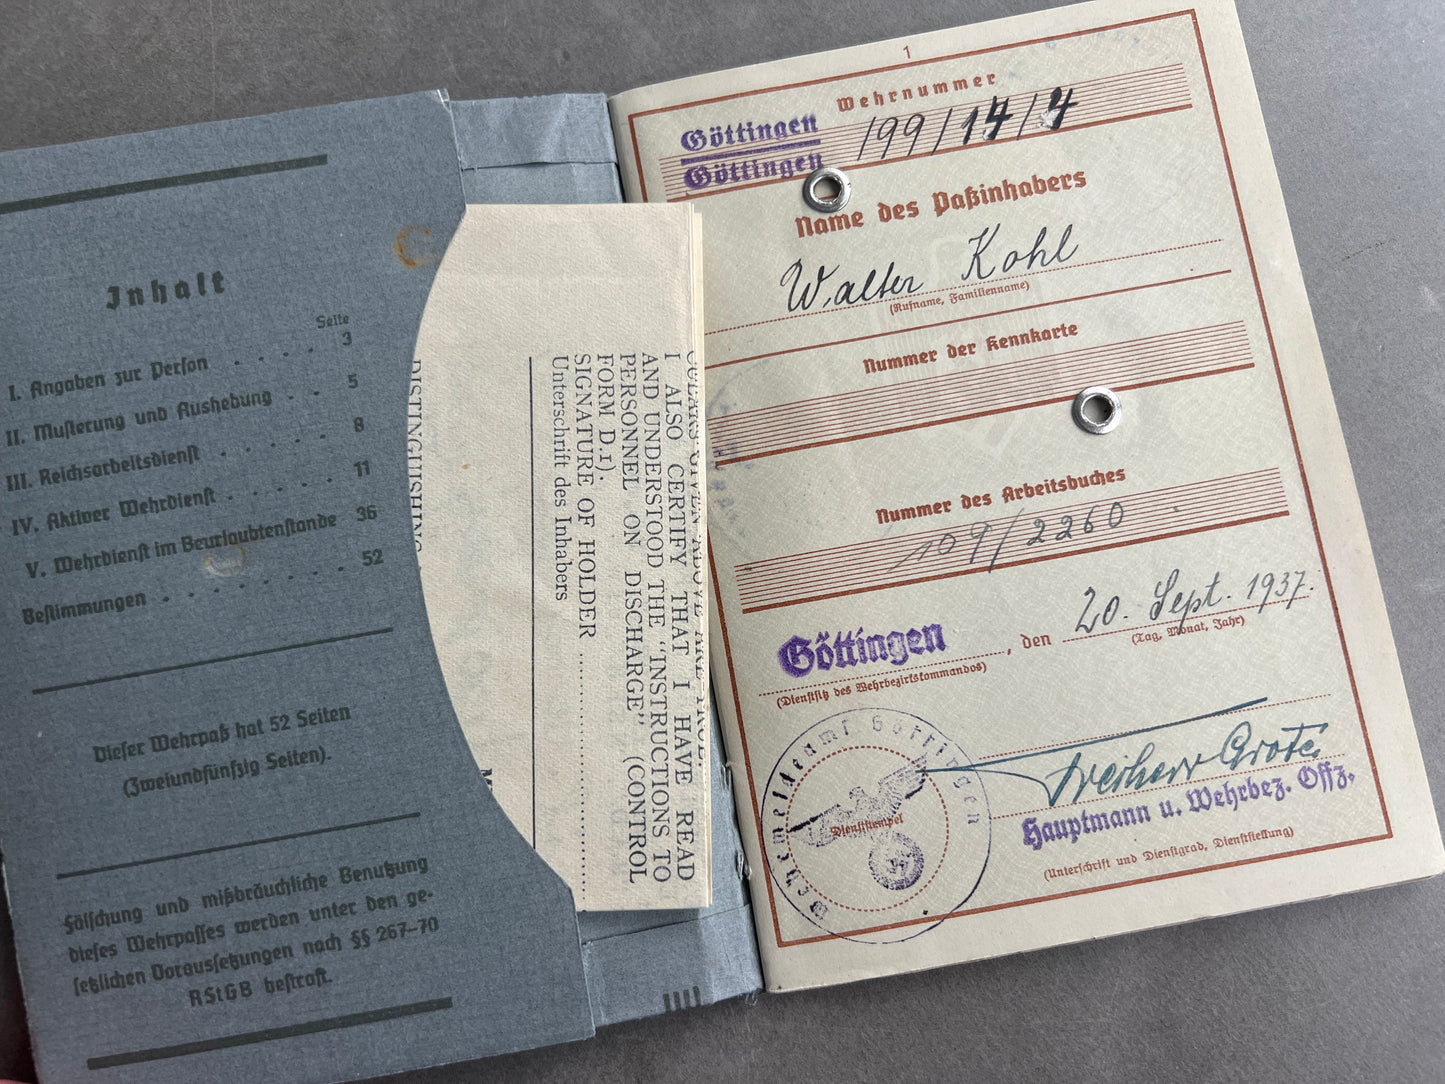 Inhalt
Seite
I. Angaben zur Person . . . . . 3
II. Musterung und Aushebung . . 5
III. Reichsarbeitsdienst . . . . . 8
IV. Aktiver Wehrdienst . . . . . 11
V. Wehrdienst im Beurlaubtenstande 36
Bestimmungen . . . . . . . . 52
Dieser Wehrpaß hat 52 Seiten
(Zweiundfünfzig Seiten).
Fälschung und mißbräuchliche Benutzung
dieses Wehrpasses werden unter den ge-
setzlichen Voraussetzungen nach §§ 267-70
RStGB bestraft.
I ALSO CERTIFY THAT I HAVE READ
AND UNDERSTOOD THE "INSTRUCTIONS TO
PERSONNEL ON DISCHARGE" (CONTROL
FORM D.1).
SIGNATURE OF HOLDER
Unterschrift des Inhabers
DISTINGUISHING
1
Wehrnummer
Göttingen
Göttingen
199/14/4
Name des Paßinhabers
Walter Kohl
(Rufname, Familienname)
Nummer der Kennkarte
Nummer des Arbeitsbuches
109/2260
Göttingen, den 20. Sept. 1937.
(Dienstsitz des Wehrbezirkskommandos)
(Tag, Monat, Jahr)
Wehrmeldeamt Göttingen
Dienststempel
Freiherr Grote
Hauptmann u. Wehrbez. Offz.
(Unterschrift und Dienstgrad, Dienststellung)